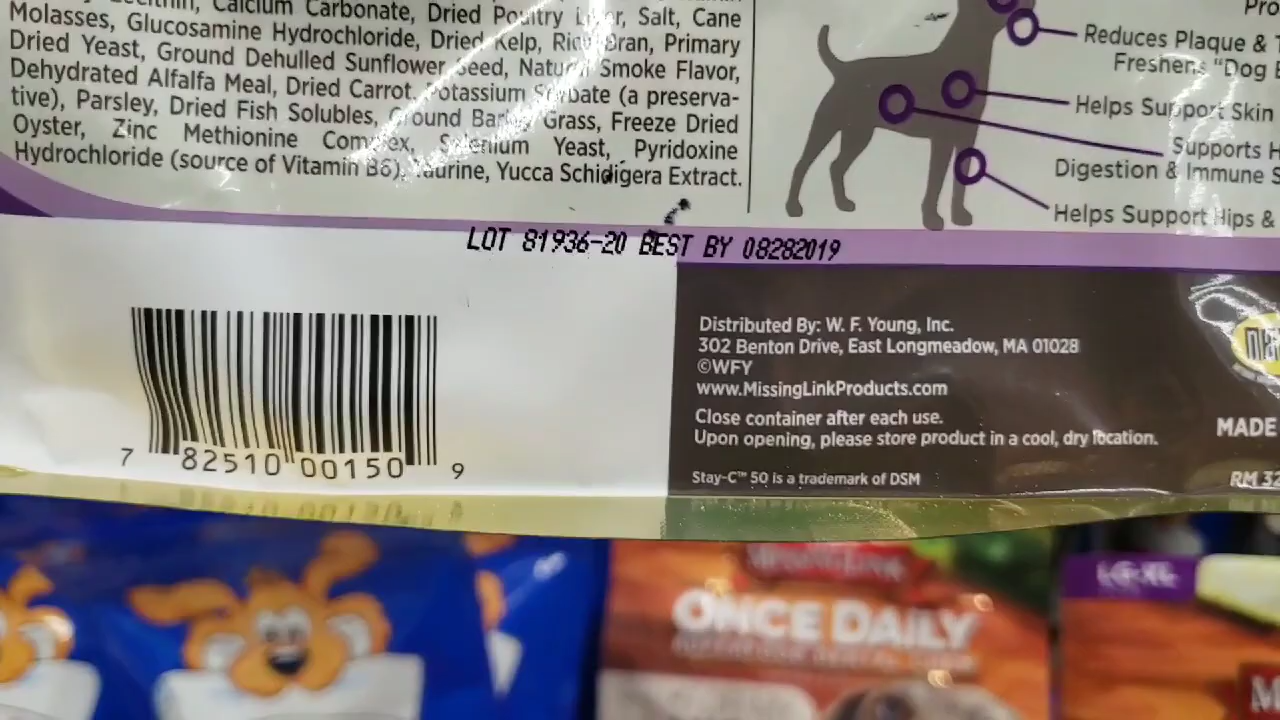 Calcium Carbonate, Dried Poultry Liver, Salt, Cane
Molasses, Glucosamine Hydrochloride, Dried Kelp, Rice Bran, Primary
Dried Yeast, Ground Dehulled Sunflower Seed, Natural Smoke Flavor,
Dehydrated Alfalfa Meal, Dried Carrot, Potassium Sorbate (a preserva-
tive), Parsley, Dried Fish Solubles, Ground Barley Grass, Freeze Dried
Oyster, Zinc Methionine Complex, Selenium Yeast, Pyridoxine
Hydrochloride (source of Vitamin B6), Taurine, Yucca Schidigera Extract.
Pro
Reduces Plaque & T
Freshens "Dog B
Helps Support Skin
Supports H
Digestion & Immune S
Helps Support Hips &
LOT 81936-20 BEST BY 08282019
7 82510 00150 9
Distributed By: W. F. Young, Inc.
302 Benton Drive, East Longmeadow, MA 01028
©WFY
www.MissingLinkProducts.com
Close container after each use.
Upon opening, please store product in a cool, dry location.
Stay-C™ 50 is a trademark of DSM
MADE
RM 32
ONCE DAILY
LG-XL
M